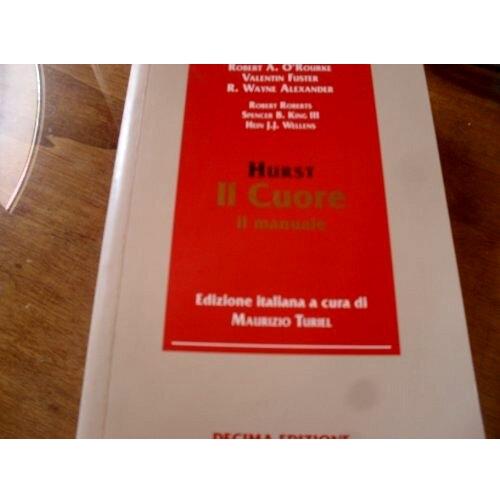 ROBERT A. O'ROURKE
VALENTIN FUSTER
R. WAYNE ALEXANDER
ROBERT ROBERTS
SPENCER B. KING III
HEIN J.J. WELLENS
HURST
Il Cuore
il manuale
Edizione italiana a cura di
MAURIZIO TURIEL
DECIMA EDIZIONE